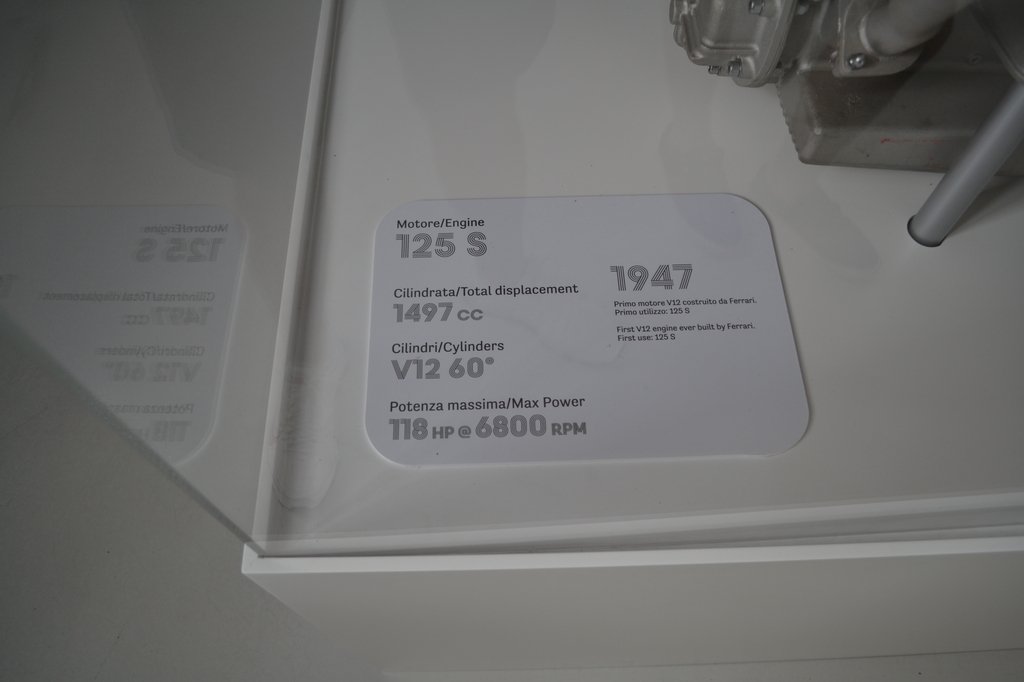 Motore/Engine
125 S
Cilindrata/Total displacement
1497 cc
Cilindri/Cylinders
V12 60°
Potenza massima/Max Power
118 HP @ 6800 RPM
1947
Primo motore V12 costruito da Ferrari.
Primo utilizzo: 125 S
First V12 engine ever built by Ferrari.
First use: 125 S